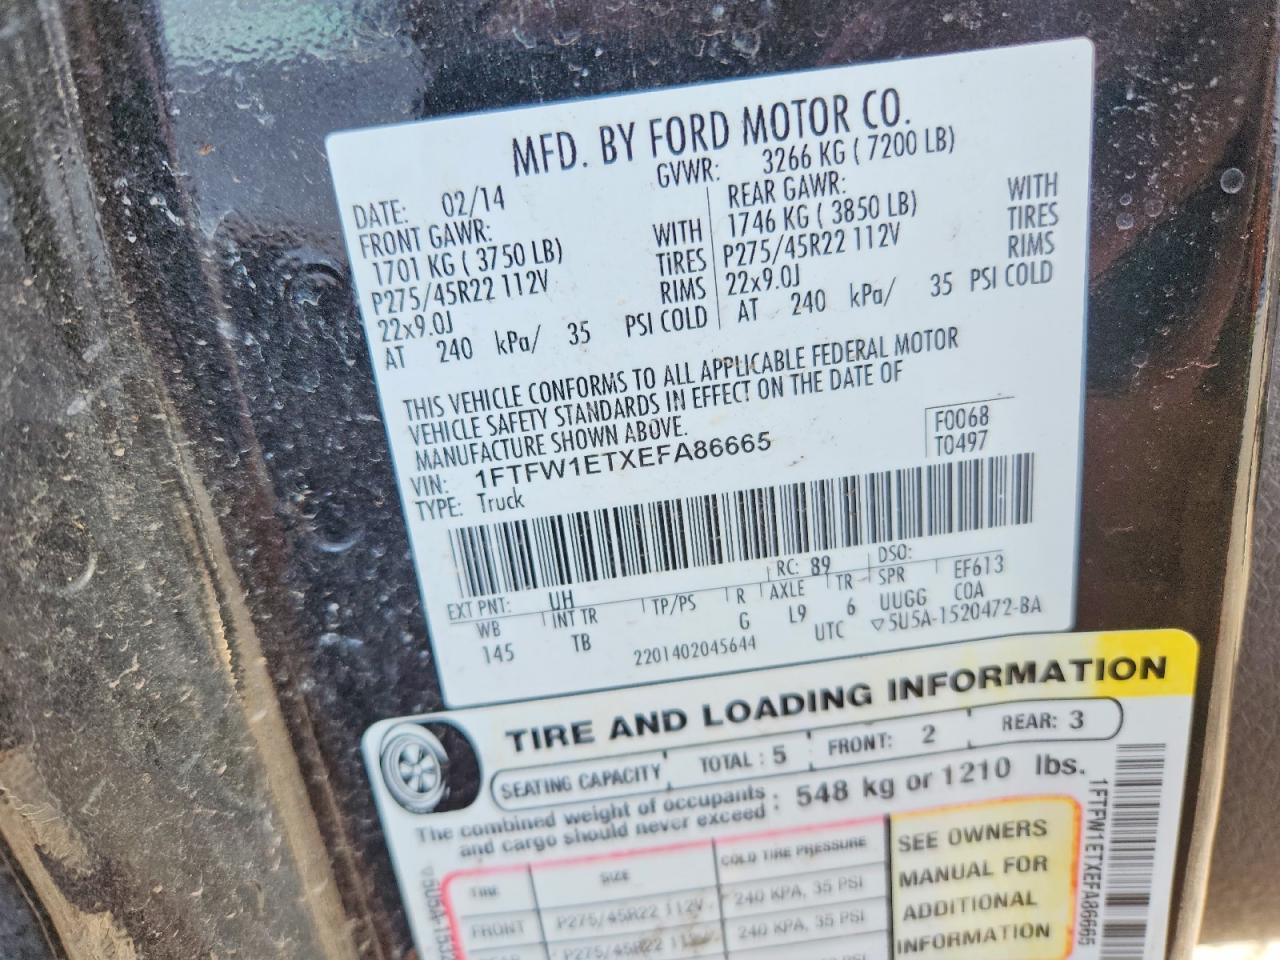 MFD. BY FORD MOTOR CO.
DATE: 02/14 GVWR: 3266 KG ( 7200 LB)
FRONT GAWR: REAR GAWR:
1701 KG ( 3750 LB) WITH 1746 KG ( 3850 LB) WITH
P275/45R22 112V TIRES P275/45R22 112V TIRES
22x9.0J RIMS 22x9.0J RIMS
AT 240 kPa/ 35 PSI COLD AT 240 kPa/ 35 PSI COLD
THIS VEHICLE CONFORMS TO ALL APPLICABLE FEDERAL MOTOR
VEHICLE SAFETY STANDARDS IN EFFECT ON THE DATE OF
MANUFACTURE SHOWN ABOVE.
VIN: 1FTFW1ETXEFA86665 F0068
TYPE: Truck T0497
EXT PNT: UH RC: 89 DSO:
WB INT TR TP/PS R AXLE TR SPR EF613
145 TB G L9 6 UUGG COA
2201402045644 UTC ▽5U5A-1520472-BA
TIRE AND LOADING INFORMATION
SEATING CAPACITY TOTAL : 5 FRONT: 2 REAR: 3
The combined weight of occupants : 548 kg or 1210 lbs.
and cargo should never exceed :
TIRE SIZE COLD TIRE PRESSURE
FRONT P275/45R22 112V 240 KPA, 35 PSI
P275/45R22 240 KPA, 35 PSI
SEE OWNERS
MANUAL FOR
ADDITIONAL
INFORMATION
1FTFW1ETXEFA86665